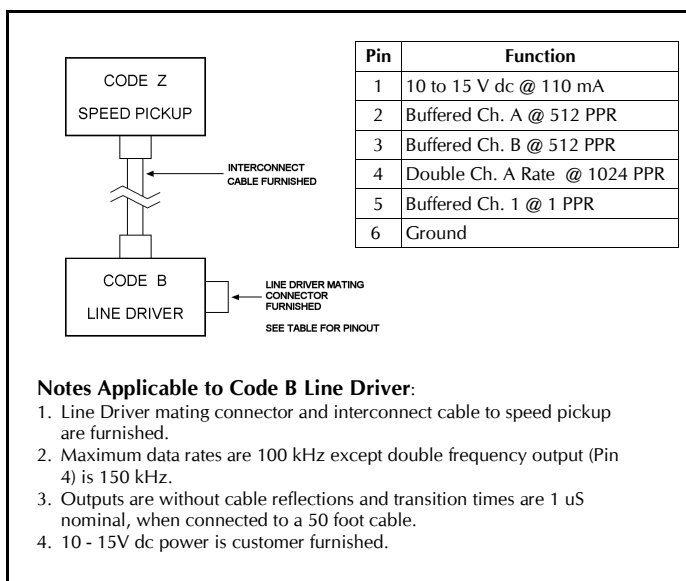 CODE Z
SPEED PICKUP
INTERCONNECT
CABLE FURNISHED
CODE B
LINE DRIVER
LINE DRIVER MATING
CONNECTOR
FURNISHED
SEE TABLE FOR PINOUT
Pin Function
1 10 to 15 V dc @ 110 mA
2 Buffered Ch. A @ 512 PPR
3 Buffered Ch. B @ 512 PPR
4 Double Ch. A Rate @ 1024 PPR
5 Buffered Ch. 1 @ 1 PPR
6 Ground
Notes Applicable to Code B Line Driver:
1. Line Driver mating connector and interconnect cable to speed pickup
are furnished.
2. Maximum data rates are 100 kHz except double frequency output (Pin
4) is 150 kHz.
3. Outputs are without cable reflections and transition times are 1 uS
nominal, when connected to a 50 foot cable.
4. 10 - 15V dc power is customer furnished.